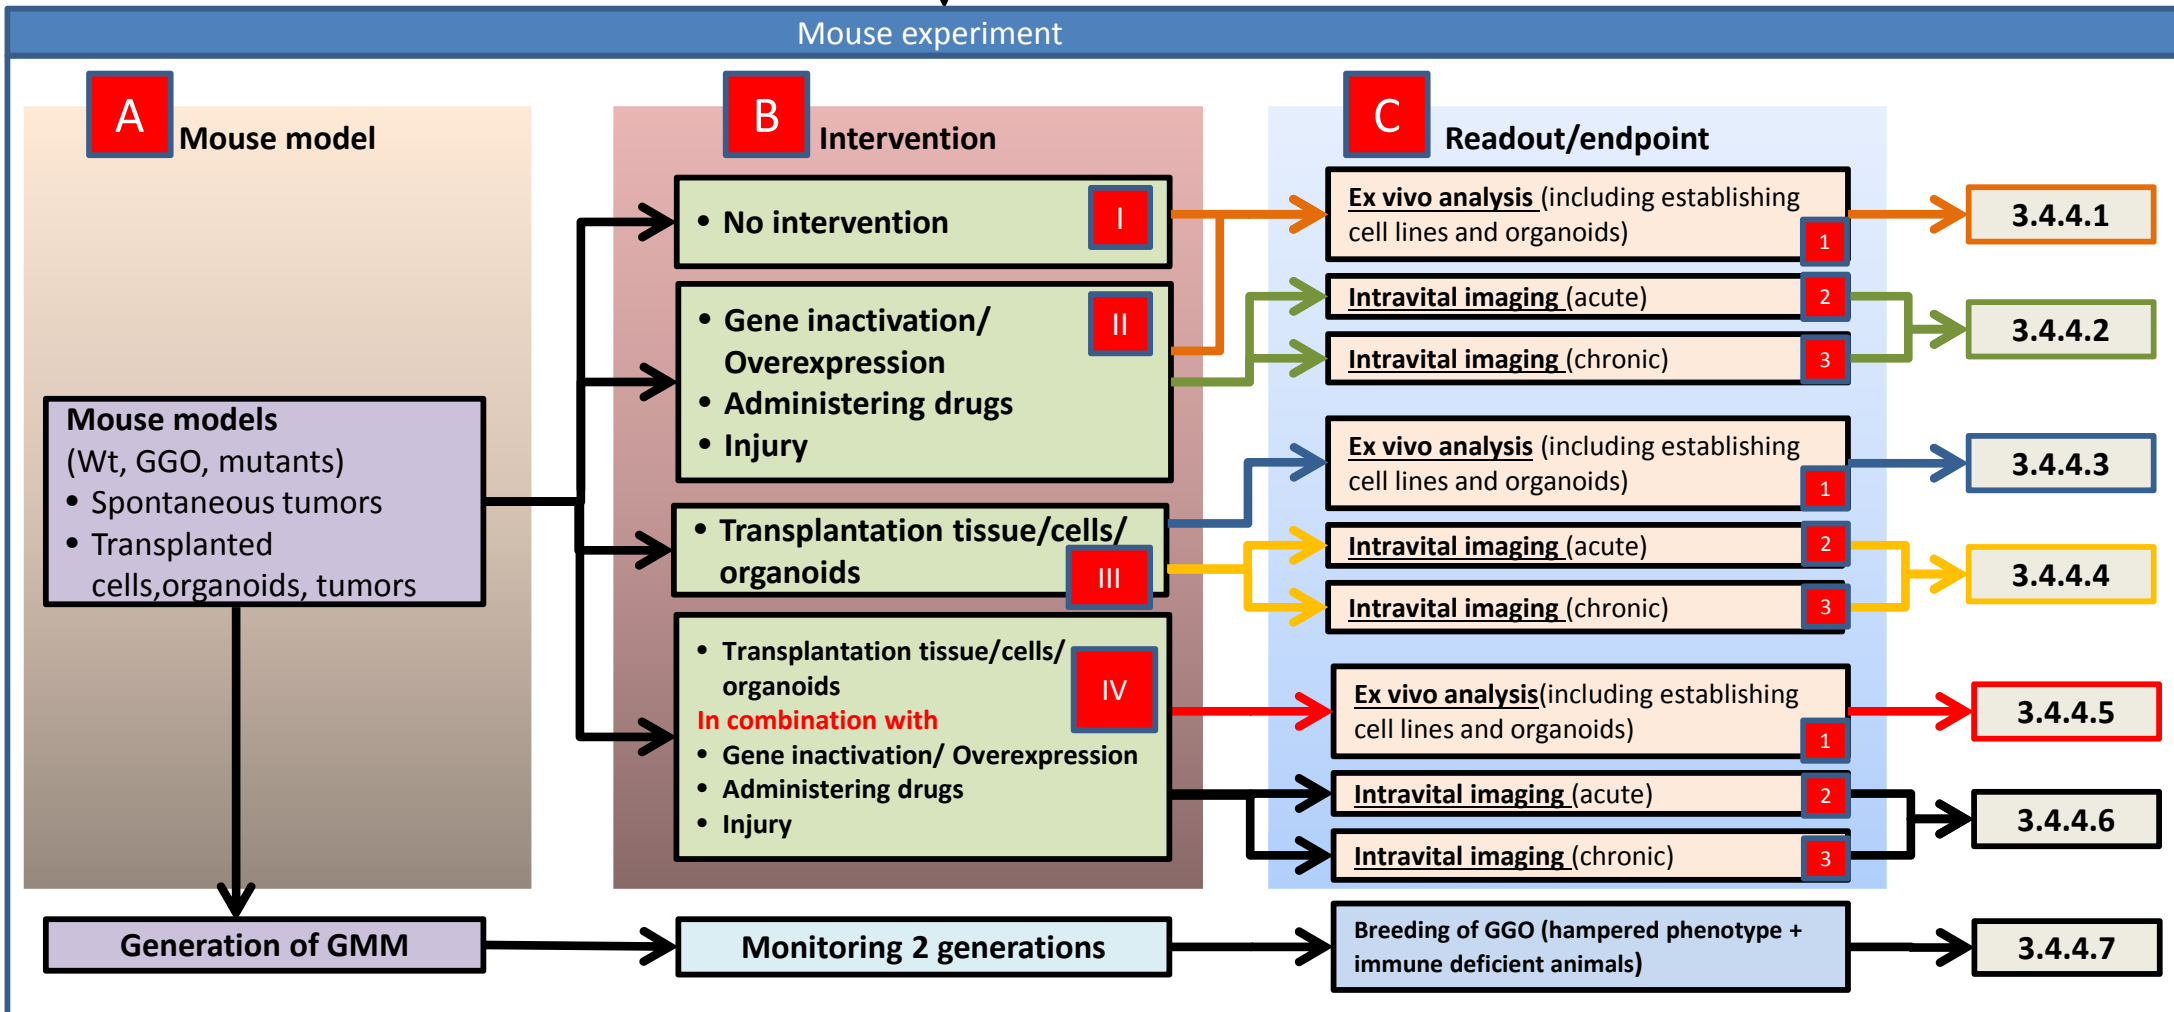 Mouse experiment
A
Mouse model
Mouse models
(Wt, GGO, mutants)
• Spontaneous tumors
• Transplanted
cells,organoids, tumors
Generation of GMM
B
Intervention
• No intervention
I
• Gene inactivation/
Overexpression
• Administering drugs
• Injury
II
• Transplantation tissue/cells/
organoids
III
• Transplantation tissue/cells/
organoids
In combination with
• Gene inactivation/ Overexpression
• Administering drugs
• Injury
IV
Monitoring 2 generations
C
Readout/endpoint
Ex vivo analysis (including establishing
cell lines and organoids)
1
Intravital imaging (acute)
2
Intravital imaging (chronic)
3
Ex vivo analysis (including establishing
cell lines and organoids)
1
Intravital imaging (acute)
2
Intravital imaging (chronic)
3
Ex vivo analysis(including establishing
cell lines and organoids)
1
Intravital imaging (acute)
2
Intravital imaging (chronic)
3
Breeding of GGO (hampered phenotype +
immune deficient animals)
3.4.4.1
3.4.4.2
3.4.4.3
3.4.4.4
3.4.4.5
3.4.4.6
3.4.4.7